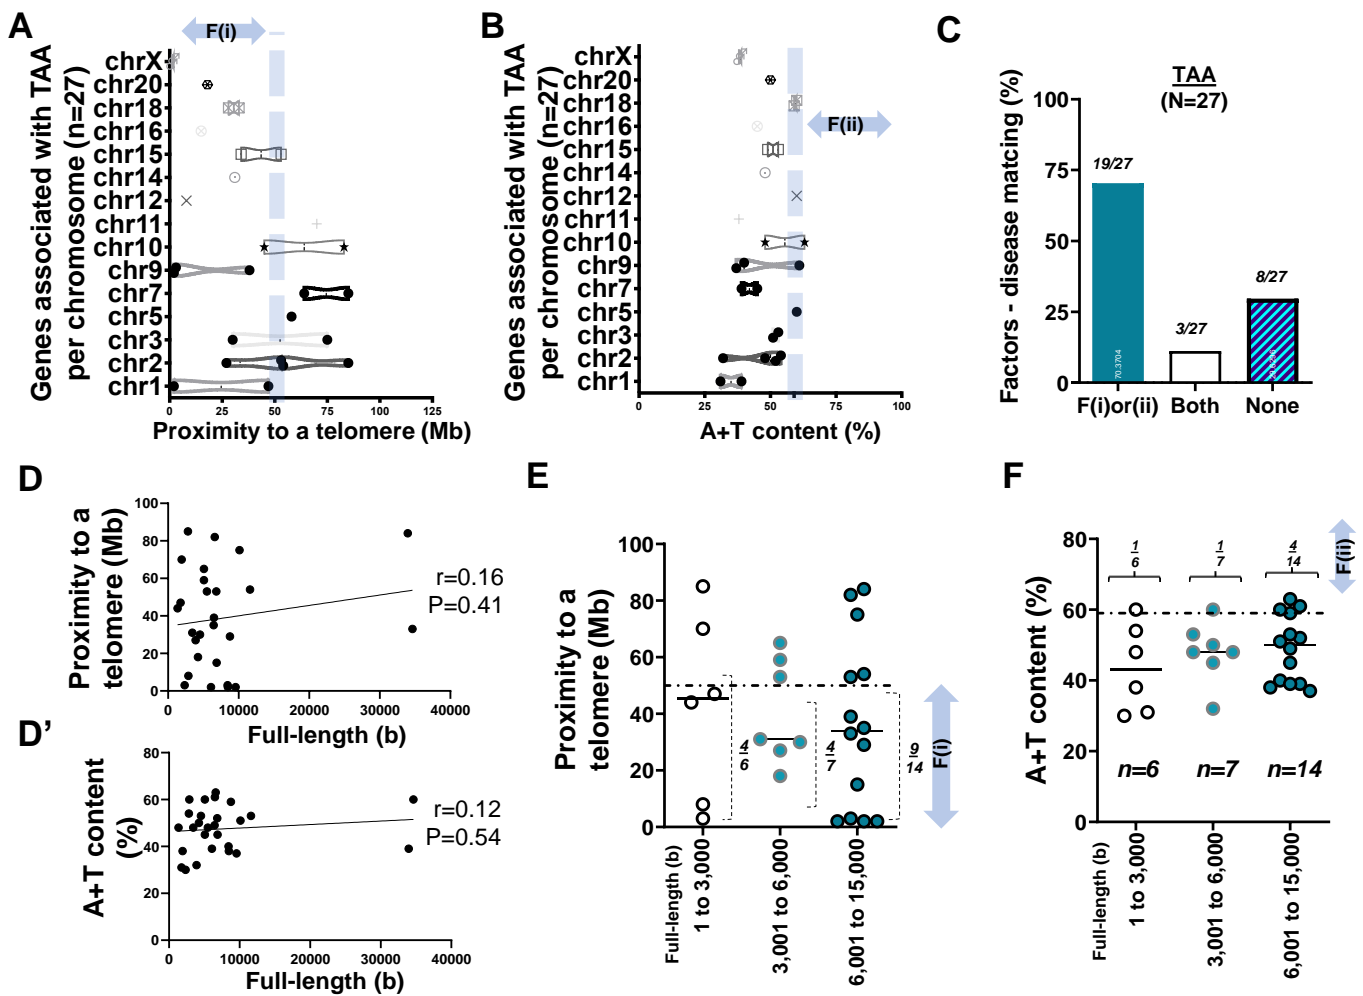 A
F(i)
Genes associated with TAA
per chromosome (n=27)
chrX
chr20
chr18
chr16
chr15
chr14
chr12
chr11
chr10
chr9
chr7
chr5
chr3
chr2
chr1
0 25 50 75 100 125
Proximity to a telomere (Mb)
B
Genes associated with TAA
per chromosome (n=27)
chrX
chr20
chr18
chr16
chr15
chr14
chr12
chr11
chr10
chr9
chr7
chr5
chr3
chr2
chr1
F(ii)
0 25 50 75 100
A+T content (%)
C
TAA
(N=27)
Factors - disease matcing (%)
100
75
50
25
0
19/27
3/27
8/27
70.3704
F(i)or(ii) Both None
D
Proximity to a
telomere (Mb)
100
80
60
40
20
0
r=0.16
P=0.41
0 10000 20000 30000 40000
Full-length (b)
D'
A+T content
(%)
80
60
40
20
0
r=0.12
P=0.54
0 10000 20000 30000 40000
Full-length (b)
E
Proximity to a
telomere (Mb)
100
80
60
40
20
0
4/6
4/7
9/14
F(i)
Full-length (b)
1 to 3,000
3,001 to 6,000
6,001 to 15,000
F
A+T content (%)
80
60
40
20
0
1/6
1/7
4/14
F(ii)
n=6 n=7 n=14
Full-length (b)
1 to 3,000
3,001 to 6,000
6,001 to 15,000